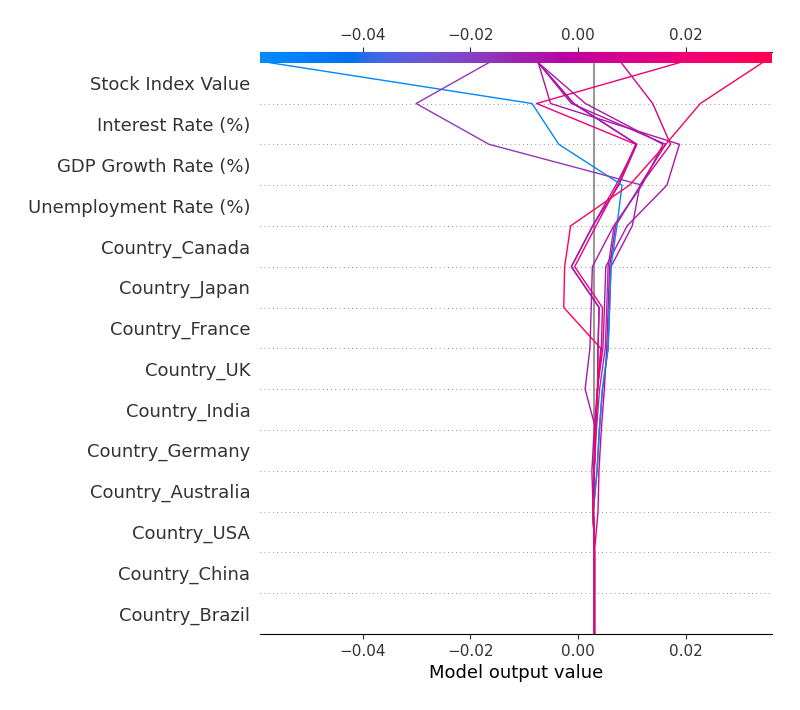 −0.04 −0.02 0.00 0.02
Stock Index Value
Interest Rate (%)
GDP Growth Rate (%)
Unemployment Rate (%)
Country_Canada
Country_Japan
Country_France
Country_UK
Country_India
Country_Germany
Country_Australia
Country_USA
Country_China
Country_Brazil
−0.04 −0.02 0.00 0.02
Model output value